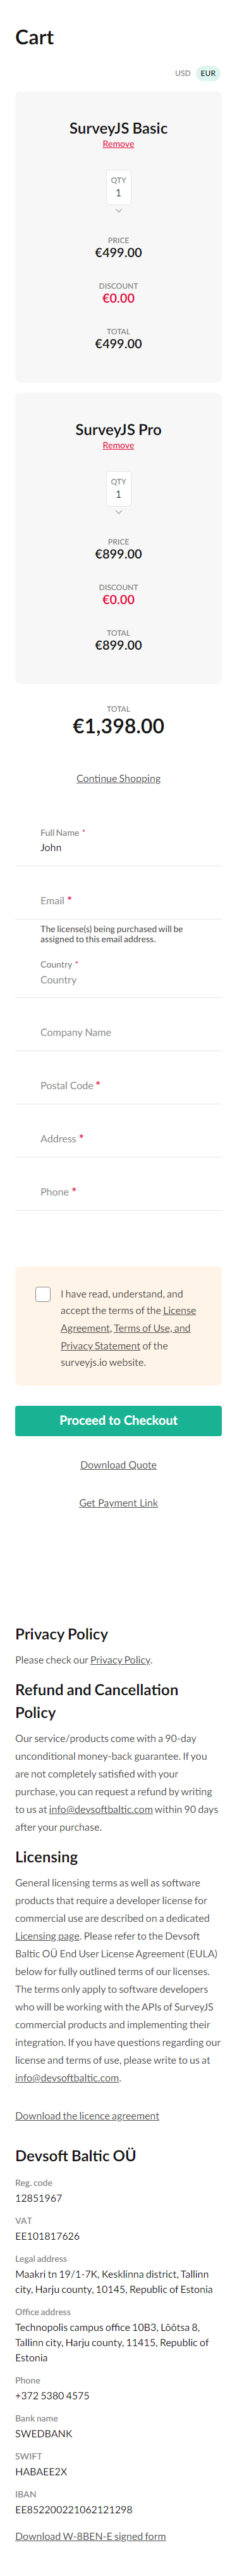 Cart
USD EUR
SurveyJS Basic
Remove
QTY
1
PRICE
€499.00
DISCOUNT
€0.00
TOTAL
€499.00
SurveyJS Pro
Remove
QTY
1
PRICE
€899.00
DISCOUNT
€0.00
TOTAL
€899.00
TOTAL
€1,398.00
Continue Shopping
Full Name *
John
Email *
The license(s) being purchased will be
assigned to this email address.
Country *
Country
Company Name
Postal Code *
Address *
Phone *
I have read, understand, and
accept the terms of the License
Agreement, Terms of Use, and
Privacy Statement of the
surveyjs.io website.
Proceed to Checkout
Download Quote
Get Payment Link
Privacy Policy
Please check our Privacy Policy.
Refund and Cancellation
Policy
Our service/products come with a 90-day
unconditional money-back guarantee. If you
are not completely satisfied with your
purchase, you can request a refund by writing
to us at info@devsoftbaltic.com within 90 days
after your purchase.
Licensing
General licensing terms as well as software
products that require a developer license for
commercial use are described on a dedicated
Licensing page. Please refer to the Devsoft
Baltic OÜ End User License Agreement (EULA)
below for fully outlined terms of our licenses.
The terms only apply to software developers
who will be working with the APIs of SurveyJS
commercial products and implementing their
integration. If you have questions regarding our
license and terms of use, please write to us at
info@devsoftbaltic.com.
Download the licence agreement
Devsoft Baltic OÜ
Reg. code
12851967
VAT
EE101817626
Legal address
Maakri tn 19/1-7K, Kesklinna district, Tallinn
city, Harju county, 10145, Republic of Estonia
Office address
Technopolis campus office 10B3, Lõõtsa 8,
Tallinn city, Harju county, 11415, Republic of
Estonia
Phone
+372 5380 4575
Bank name
SWEDBANK
SWIFT
HABAEE2X
IBAN
EE852200221062121298
Download W-8BEN-E signed form